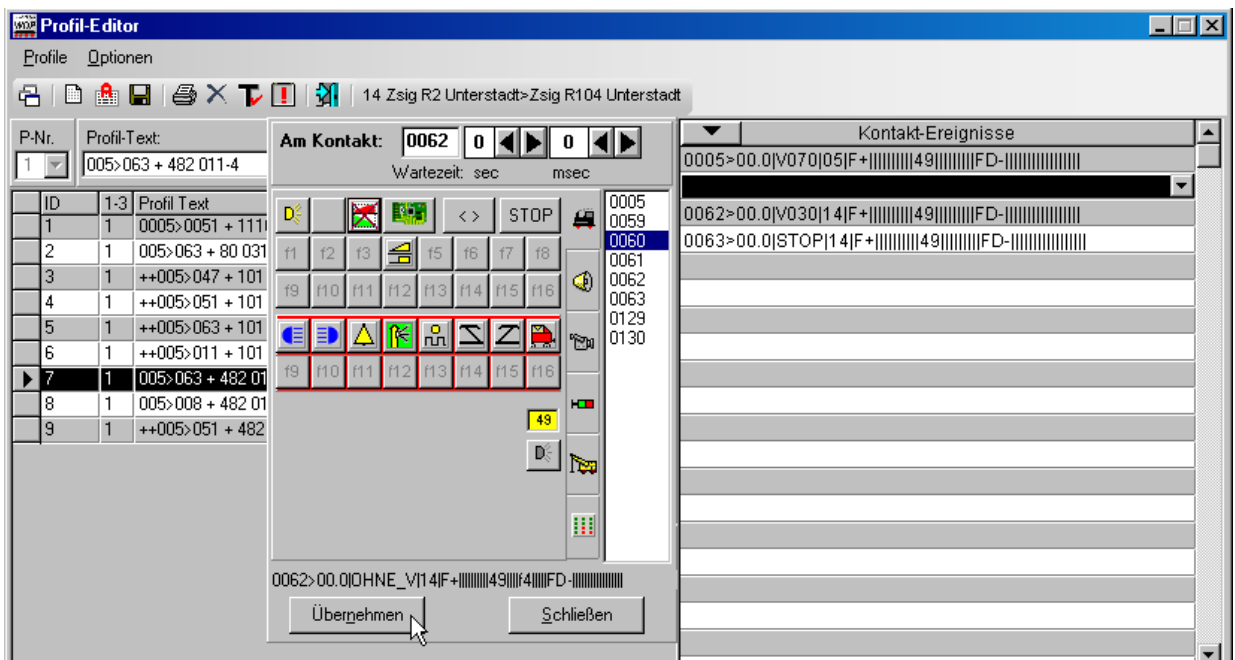 Profil-Editor
Profile Optionen
14 Zsig R2 Unterstadt>Zsig R104 Unterstadt
P-Nr. Profil-Text:
1 005>063 + 482 011-4
ID 1-3 Profil Text
1 1 0005>0051 + 111
2 1 005>063 + 80 031
3 1 ++005>047 + 101
4 1 ++005>051 + 101
5 1 ++005>063 + 101
6 1 ++005>011 + 101
7 1 005>063 + 482 01
8 1 005>008 + 482 01
9 1 ++005>051 + 482
Am Kontakt: 0062 0 0
Wartezeit: sec msec
D < > STOP
f1 f2 f3 f5 f6 f7 f8
f9 f10 f11 f12 f13 f14 f15 f16
f9 f10 f11 f12 f13 f14 f15 f16
49
D
0005
0059
0060
0061
0062
0063
0129
0130
0062>00.0|OHNE_V|14|F+|||||||||49|||||f4|||||FD-||||||||||||||||
Übernehmen Schließen
Kontakt-Ereignisse
0005>00.0|V070|05|F+|||||||||49|||||||||FD-||||||||||||||||
0062>00.0|V030|14|F+|||||||||49|||||||||FD-||||||||||||||||
0063>00.0|STOP|14|F+|||||||||49|||||||||FD-||||||||||||||||